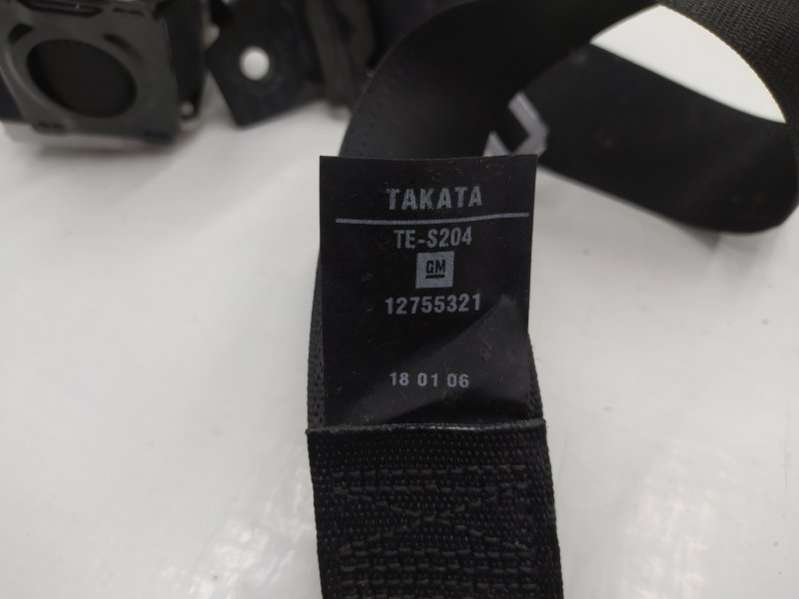 TAKATA
TE-S204
GM
12755321
18 01 06